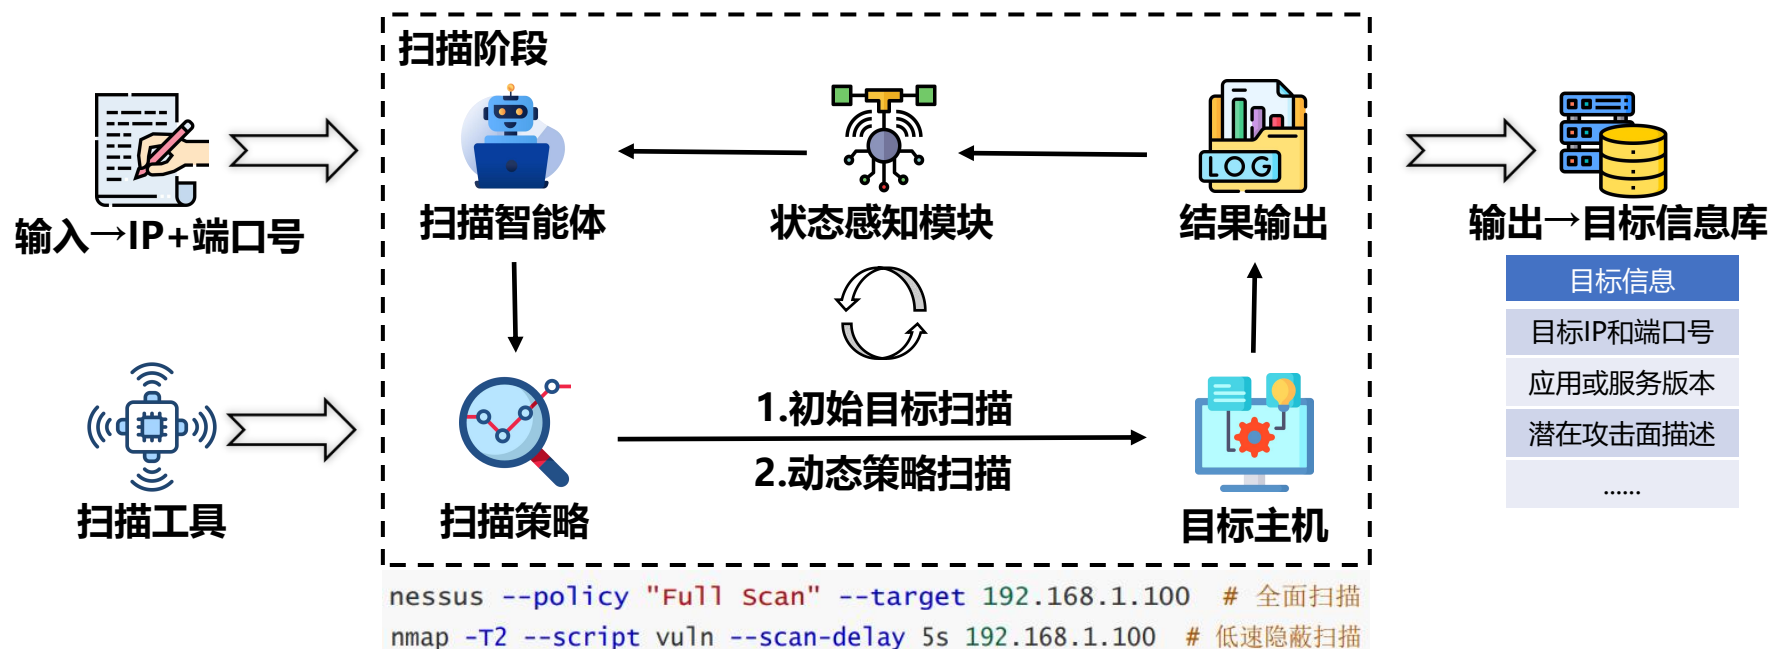 扫描阶段
输入→IP+端口号
扫描智能体
状态感知模块
LOG
结果输出
输出→目标信息库
目标信息
目标IP和端口号
应用或服务版本
潜在攻击面描述
......
扫描工具
扫描策略
1.初始目标扫描
2.动态策略扫描
目标主机
nessus --policy "Full Scan" --target 192.168.1.100 # 全面扫描
nmap -T2 --script vuln --scan-delay 5s 192.168.1.100 # 低速隐蔽扫描